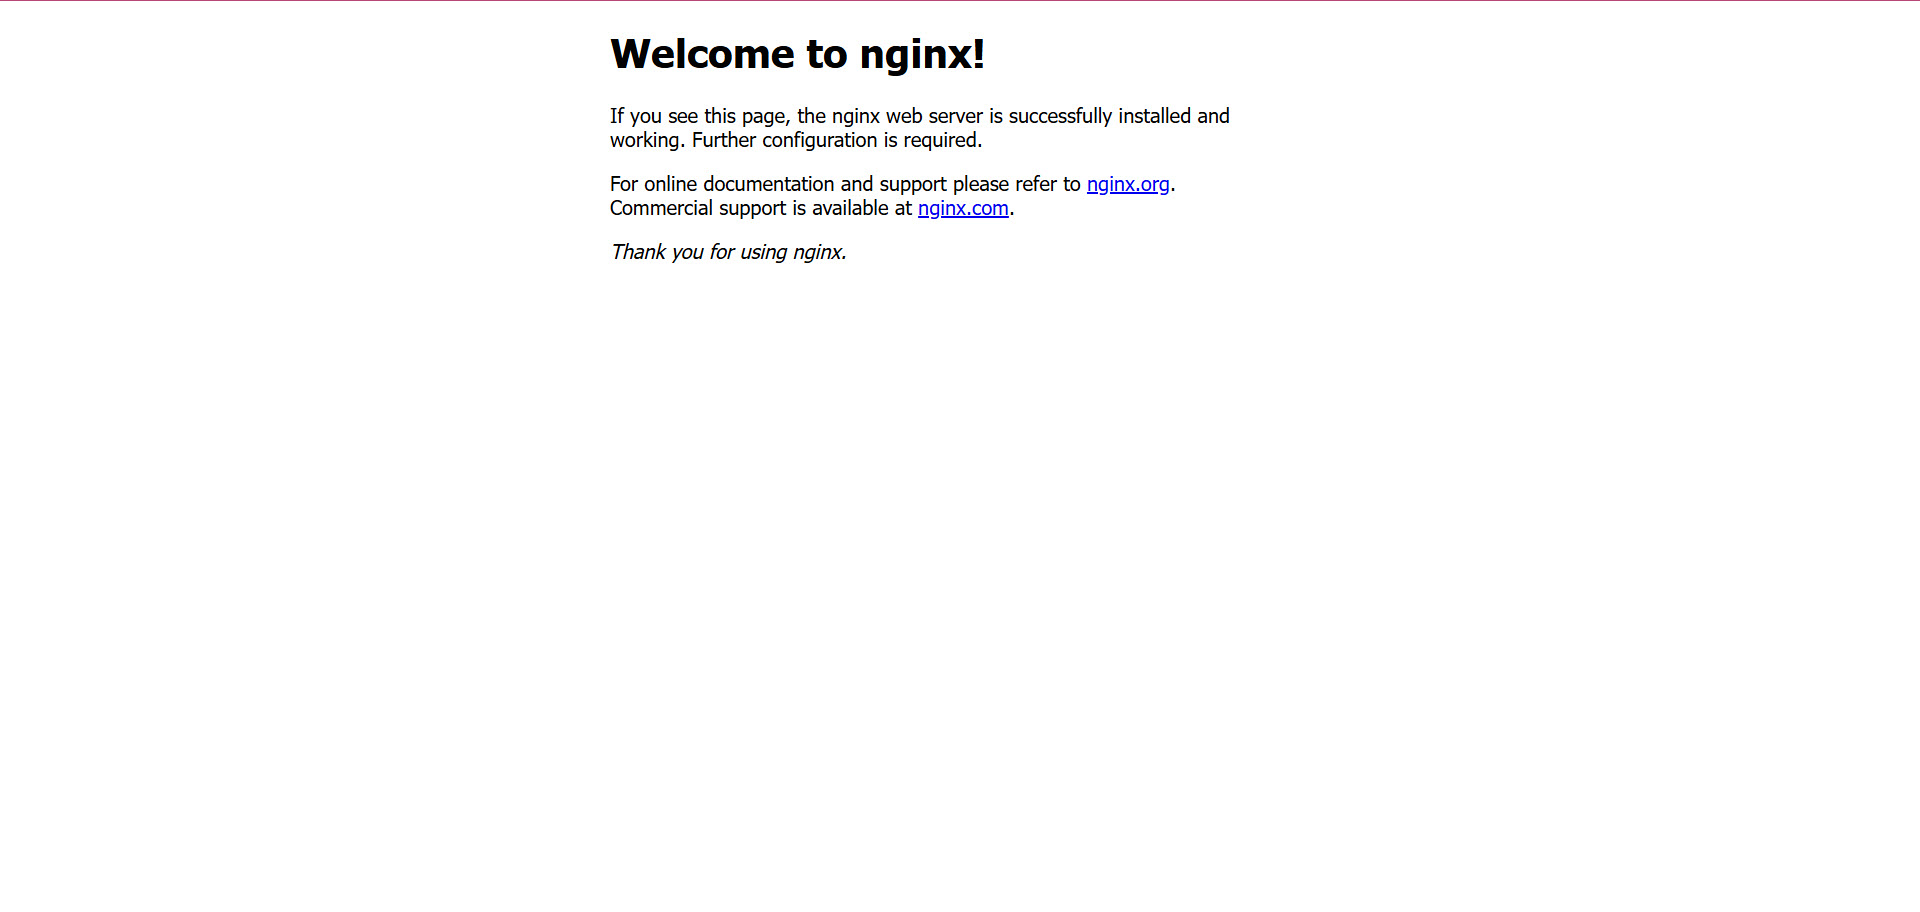 Welcome to nginx!
If you see this page, the nginx web server is successfully installed and
working. Further configuration is required.
For online documentation and support please refer to nginx.org.
Commercial support is available at nginx.com.
Thank you for using nginx.